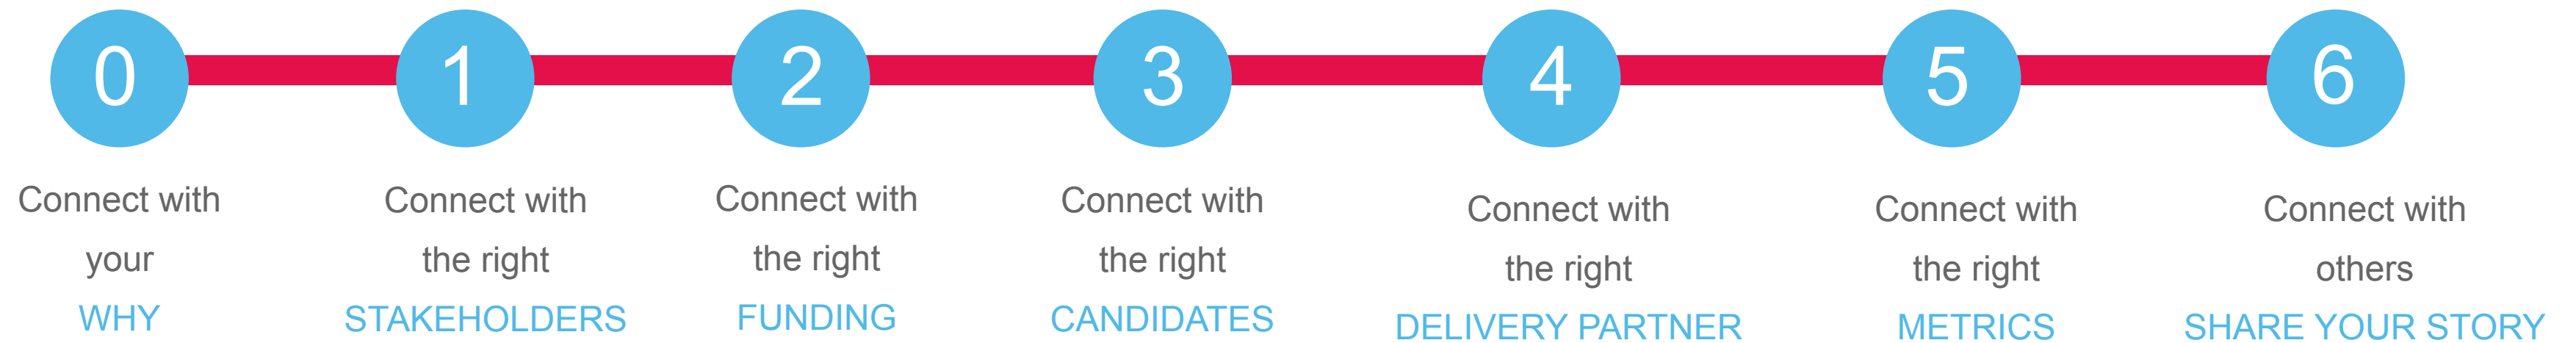 0
Connect with
your
WHY
1
Connect with
the right
STAKEHOLDERS
2
Connect with
the right
FUNDING
3
Connect with
the right
CANDIDATES
4
Connect with
the right
DELIVERY PARTNER
5
Connect with
the right
METRICS
6
Connect with
others
SHARE YOUR STORY